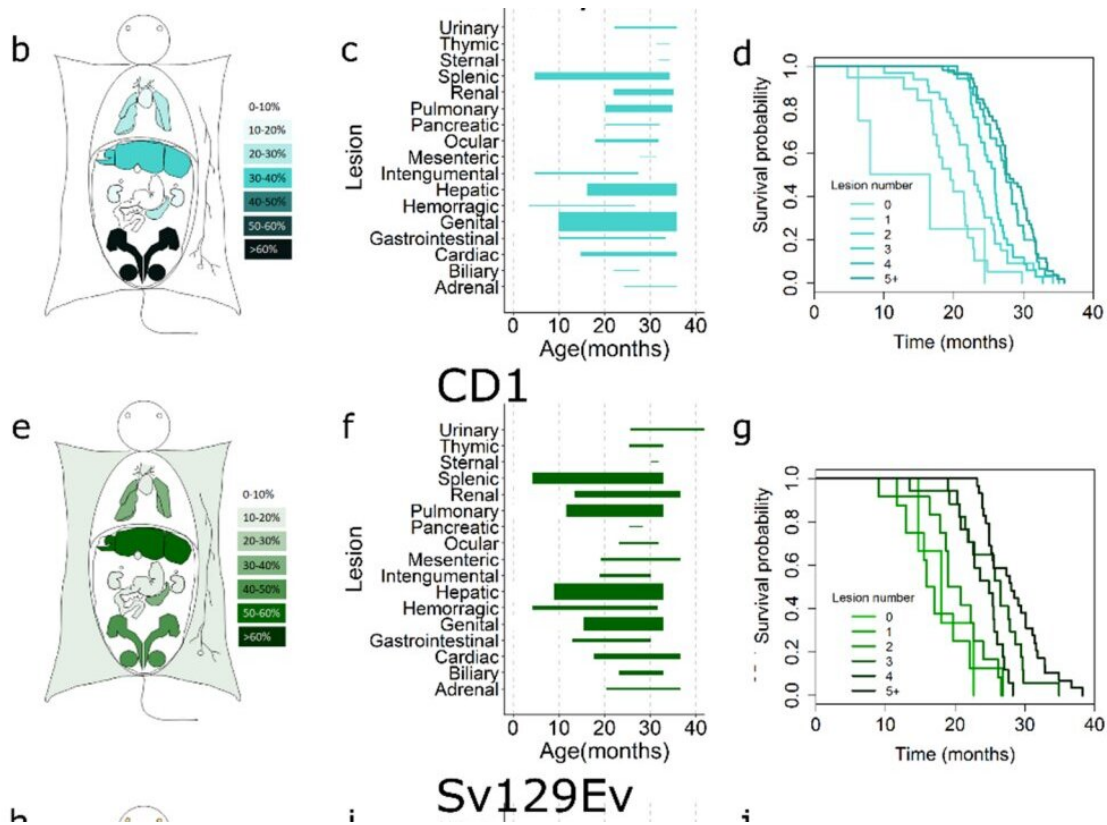 b
c
d
0-10%
10-20%
20-30%
30-40%
40-50%
50-60%
>60%
Lesion
Urinary
Thymic
Sternal
Splenic
Renal
Pulmonary
Pancreatic
Ocular
Mesenteric
Intengumental
Hepatic
Hemorragic
Genital
Gastrointestinal
Cardiac
Biliary
Adrenal
0 10 20 30 40
Age(months)
Survival probability
1.0
0.8
0.6
0.4
0.2
0.0
Lesion number
0
1
2
3
4
5+
0 10 20 30 40
Time (months)
CD1
e
f
g
0-10%
10-20%
20-30%
30-40%
40-50%
50-60%
>60%
Lesion
Urinary
Thymic
Sternal
Splenic
Renal
Pulmonary
Pancreatic
Ocular
Mesenteric
Intengumental
Hepatic
Hemorragic
Genital
Gastrointestinal
Cardiac
Biliary
Adrenal
0 10 20 30 40
Age(months)
Survival probability
1.0
0.8
0.6
0.4
0.2
0.0
Lesion number
0
1
2
3
4
5+
0 10 20 30 40
Time (months)
Sv129Ev